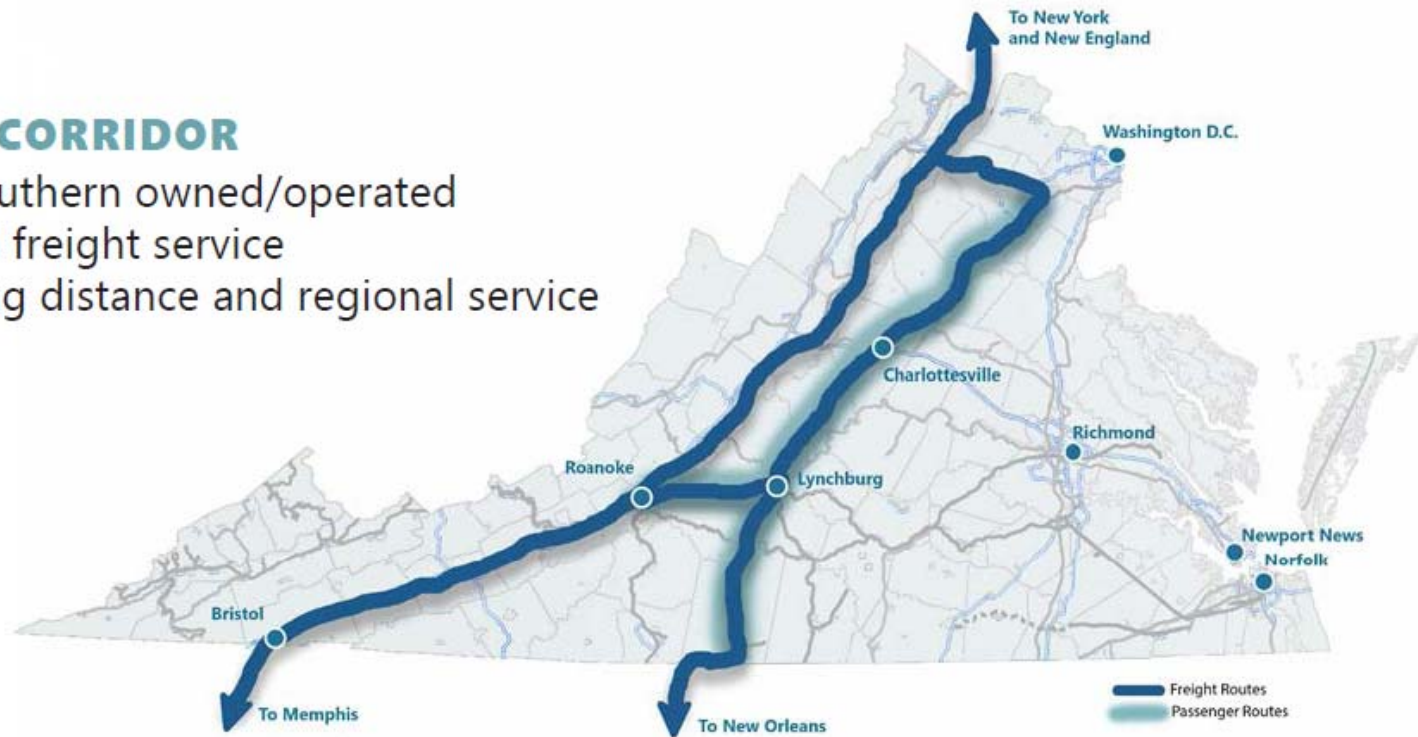 To New York
and New England
CORRIDOR
Washington D.C.
uthern owned/operated
freight service
g distance and regional service
Charlottesville
Richmond
Roanoke
Lynchburg
Newport News
Norfolk
Bristol
Freight Routes
Passenger Routes
To Memphis
To New Orleans